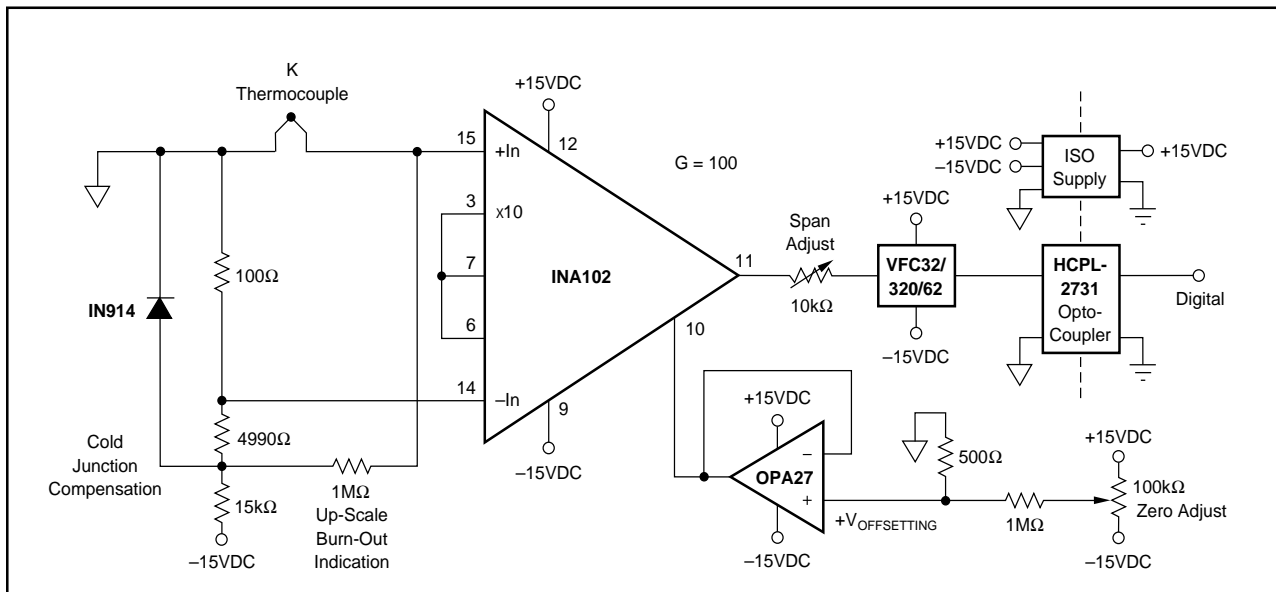 K
Thermocouple
+15VDC
12
15
+In
G = 100
3
x10
7
6
INA102
100Ω
IN914
14
–In
9
–15VDC
4990Ω
Cold
Junction
Compensation
15kΩ
–15VDC
1MΩ
Up-Scale
Burn-Out
Indication
11
10
Span
Adjust
10kΩ
+15VDC
VFC32/
320/62
–15VDC
+15VDC
–15VDC
ISO
Supply
+15VDC
HCPL-
2731
Opto-
Coupler
Digital
+15VDC
–
OPA27
+
–15VDC
+VOFFSETTING
500Ω
1MΩ
+15VDC
100kΩ
Zero Adjust
–15VDC